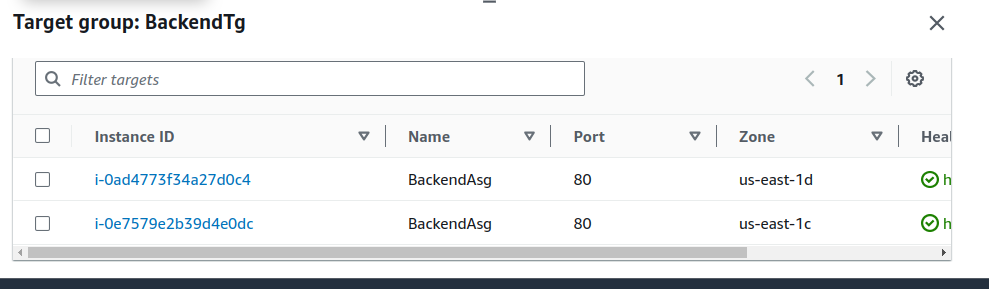 Target group: BackendTg
Filter targets
1
Instance ID Name Port Zone Heal
i-0ad4773f34a27d0c4 BackendAsg 80 us-east-1d h
i-0e7579e2b39d4e0dc BackendAsg 80 us-east-1c h